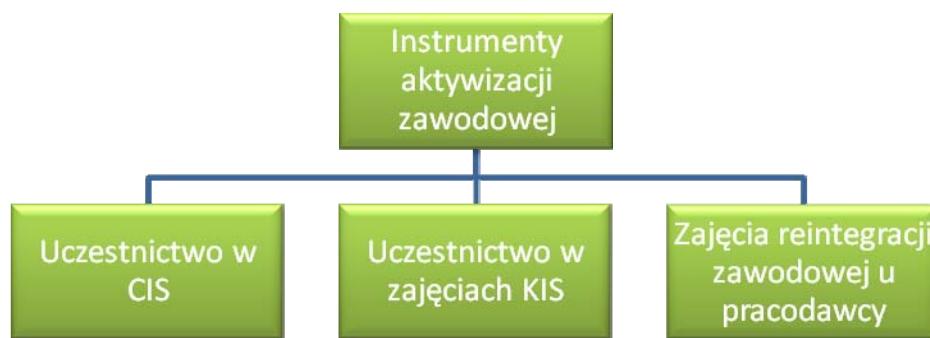 Instrumenty
aktywizacji
zawodowej
Uczestnictwo w
CIS
Uczestnictwo w
zajęciach KIS
Zajęcia reintegracji
zawodowej u
pracodawcy